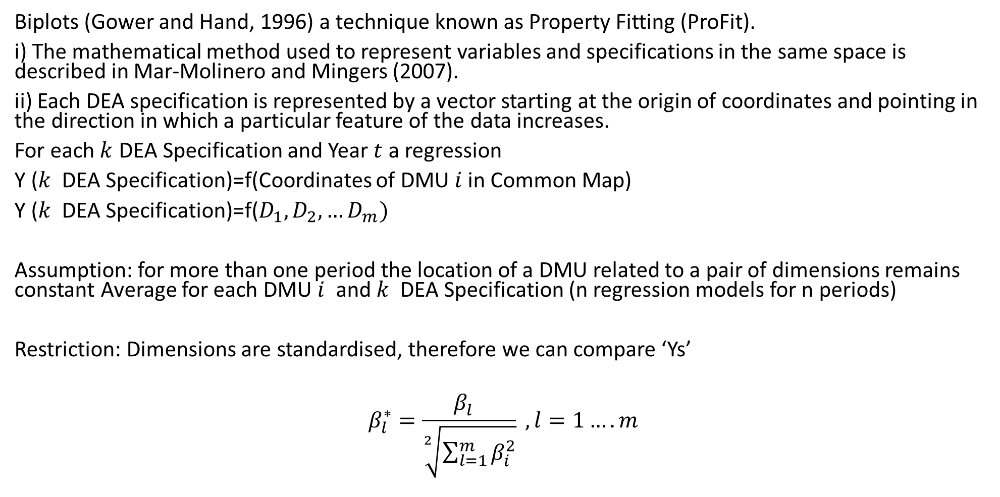 Biplots (Gower and Hand, 1996) a technique known as Property Fitting (ProFit).
i) The mathematical method used to represent variables and specifications in the same space is
described in Mar-Molinero and Mingers (2007).
ii) Each DEA specification is represented by a vector starting at the origin of coordinates and pointing in
the direction in which a particular feature of the data increases.
For each k DEA Specification and Year t a regression
Y (k DEA Specification)=f(Coordinates of DMU i in Common Map)
Y (k DEA Specification)=f(D₁, D₂, … Dₘ)
Assumption: for more than one period the location of a DMU related to a pair of dimensions remains
constant Average for each DMU i and k DEA Specification (n regression models for n periods)
Restriction: Dimensions are standardised, therefore we can compare ‘Ys’
$\beta_l^* = \frac{\beta_l}{\sqrt[2]{\sum_{l=1}^{m} \beta_i^2}}, l = 1 \ldots . m$